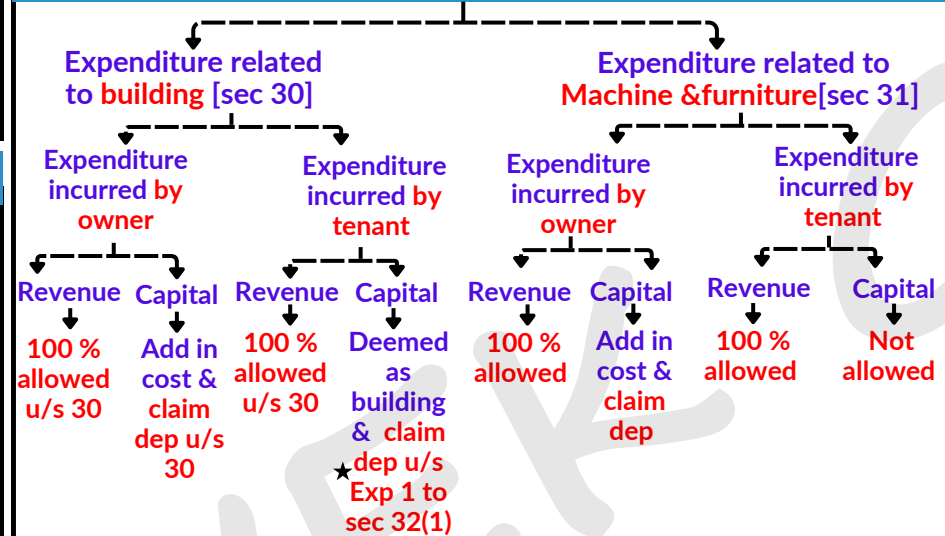 Expenditure related
to building [sec 30]
Expenditure related to
Machine &furniture[sec 31]
Expenditure
incurred by
owner
Expenditure
incurred by
tenant
Expenditure
incurred by
owner
Expenditure
incurred by
tenant
Revenue
Capital
Revenue
Capital
Revenue
Capital
Revenue
Capital
100 %
allowed
u/s 30
Add in
cost &
claim
dep u/s
30
100 %
allowed
u/s 30
Deemed
as
building
& claim
dep u/s
Exp 1 to
sec 32(1)
100 %
allowed
Add in
cost &
claim
dep
100 %
allowed
Not
allowed